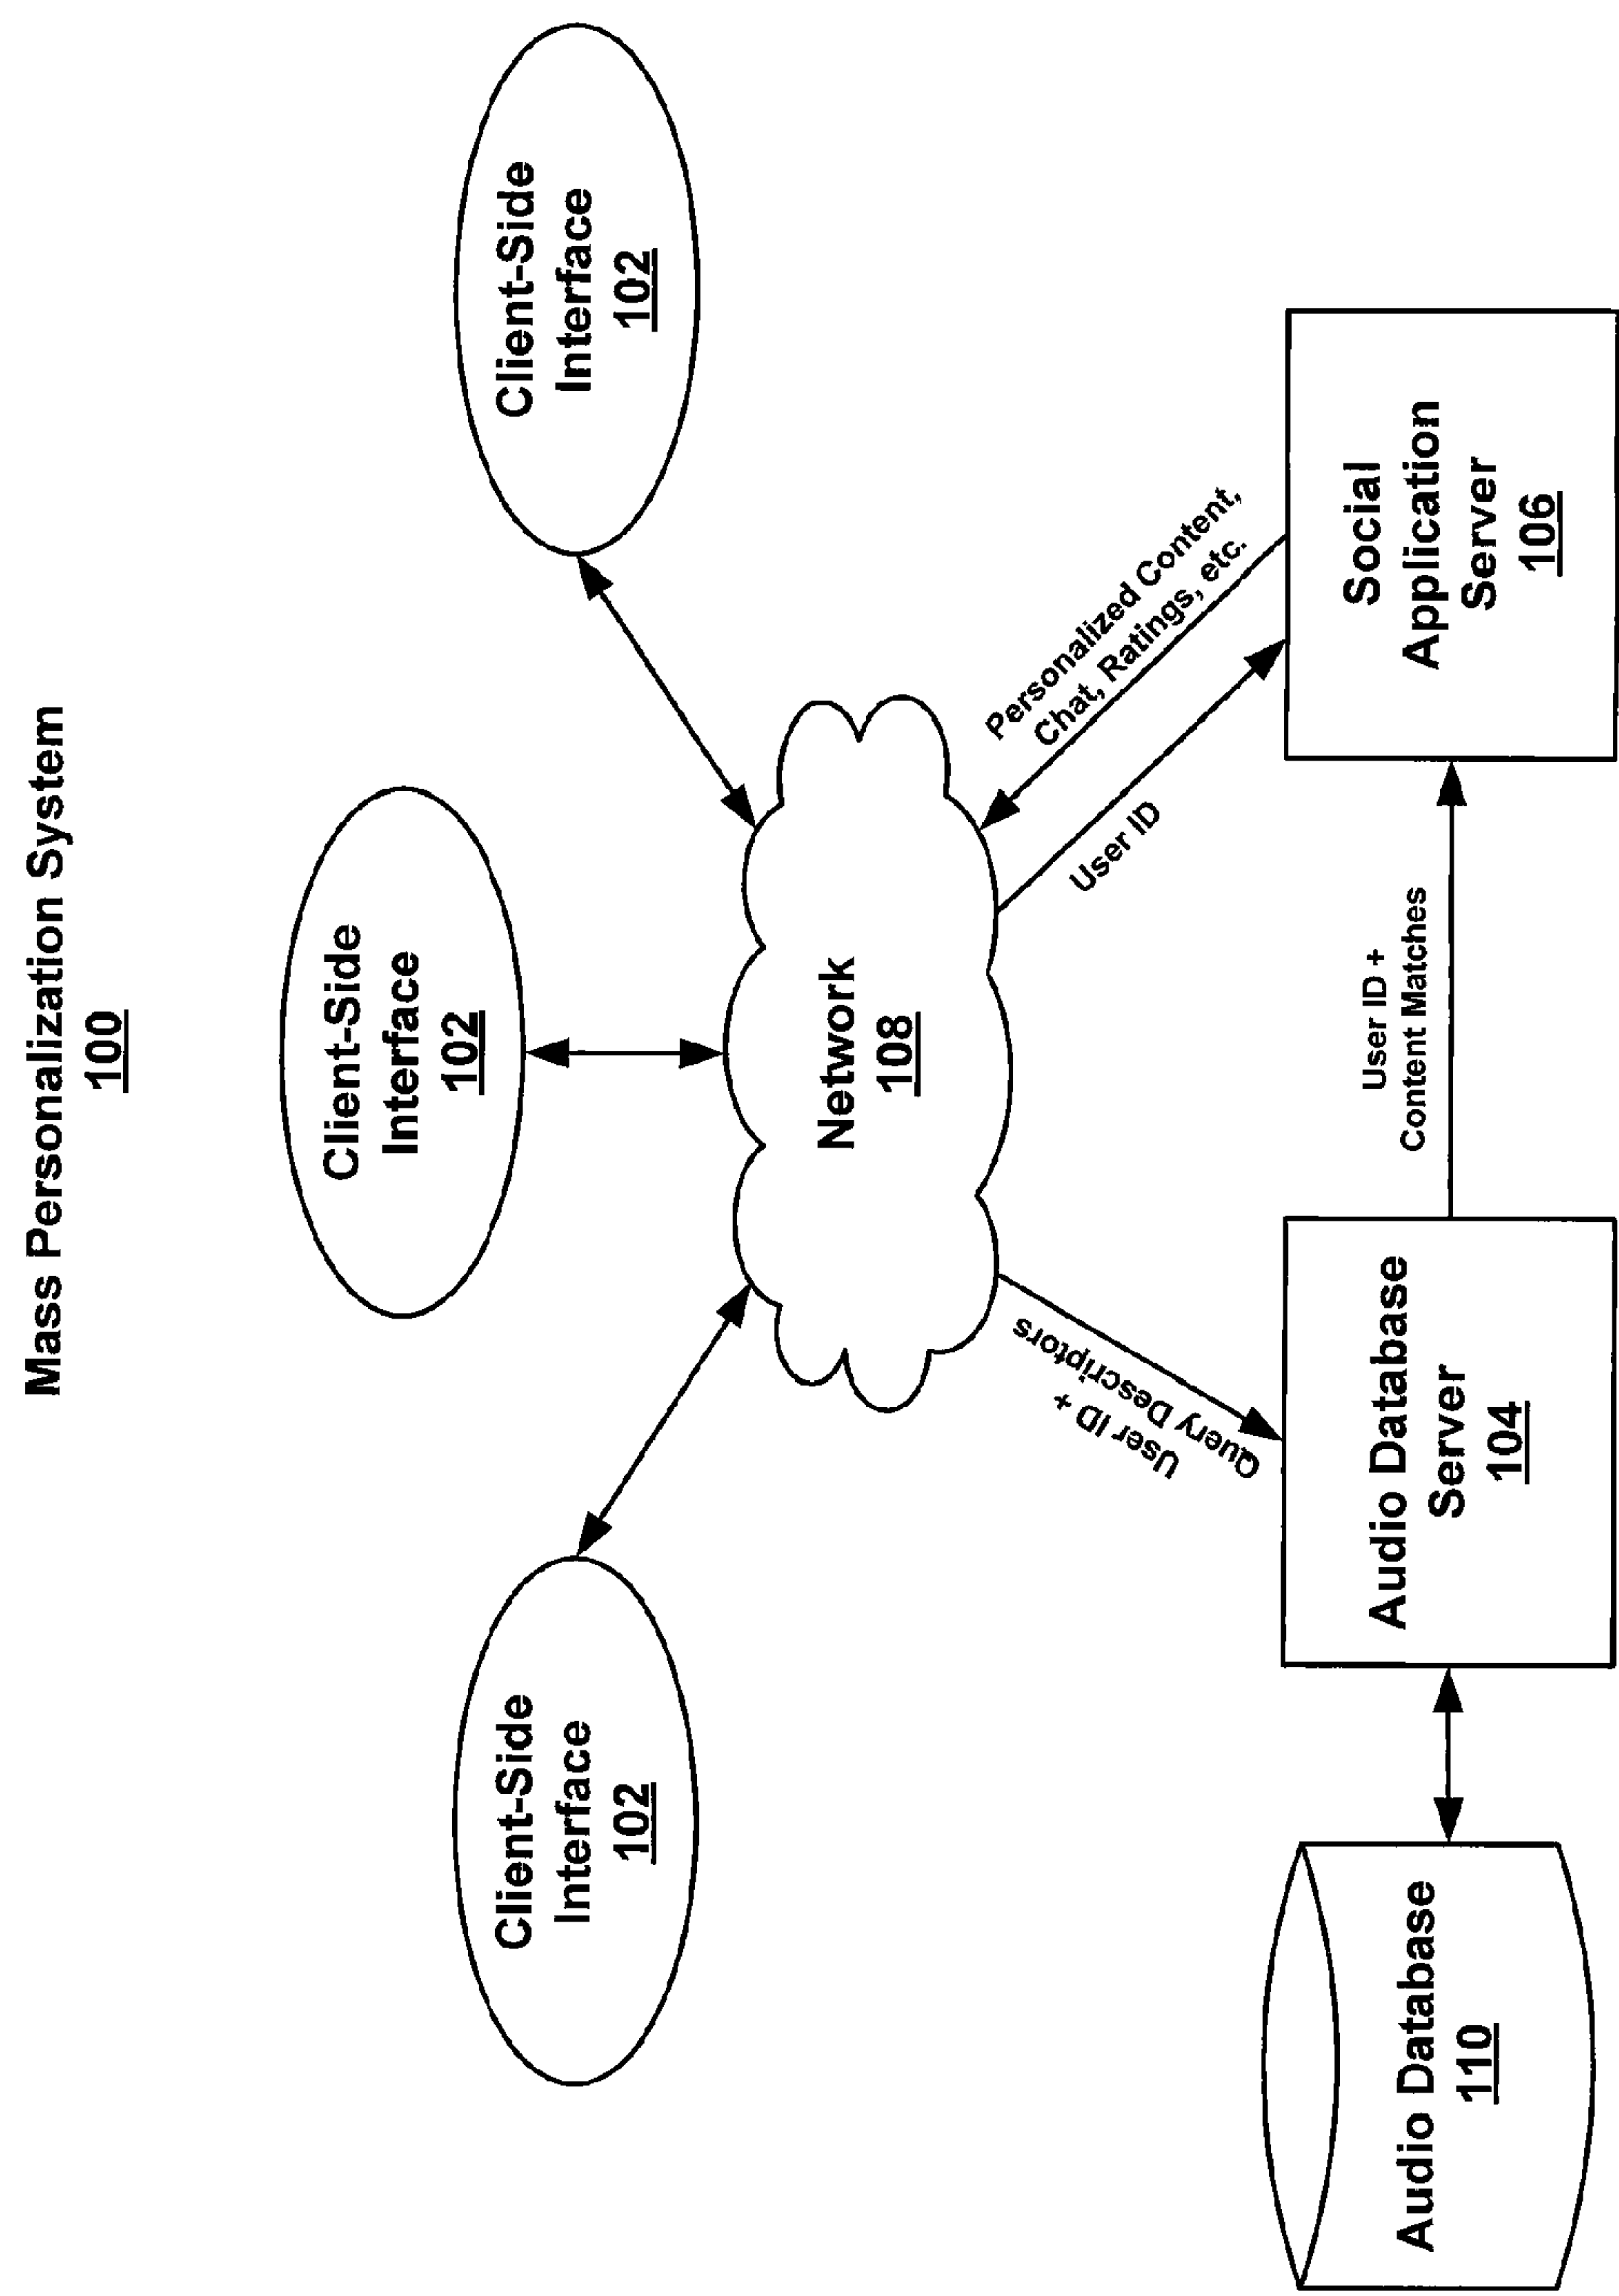 Mass Personalization System
100
Client-Side
Interface
102
Client-Side
Interface
102
Client-Side
Interface
102
Network
108
User ID +
Query Descriptors
User ID
Personalized Content,
Chat, Ratings, etc.
Audio Database
110
Audio Database
Server
104
User ID +
Content Matches
Social
Application
Server
106